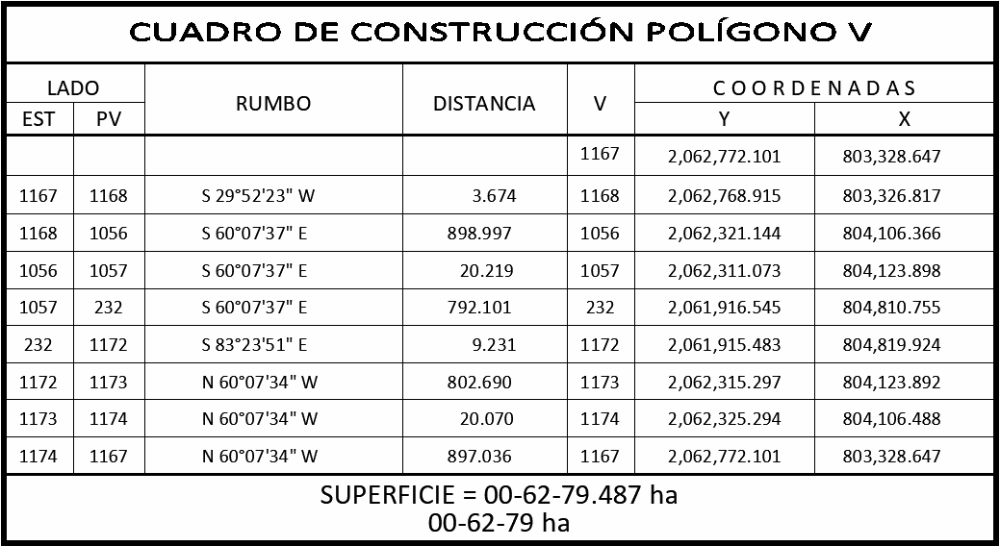 CUADRO DE CONSTRUCCIÓN POLÍGONO V
LADO RUMBO DISTANCIA V C O O R D E N A D A S
EST PV Y X
1167 2,062,772.101 803,328.647
1167 1168 S 29°52'23" W 3.674 1168 2,062,768.915 803,326.817
1168 1056 S 60°07'37" E 898.997 1056 2,062,321.144 804,106.366
1056 1057 S 60°07'37" E 20.219 1057 2,062,311.073 804,123.898
1057 232 S 60°07'37" E 792.101 232 2,061,916.545 804,810.755
232 1172 S 83°23'51" E 9.231 1172 2,061,915.483 804,819.924
1172 1173 N 60°07'34" W 802.690 1173 2,062,315.297 804,123.892
1173 1174 N 60°07'34" W 20.070 1174 2,062,325.294 804,106.488
1174 1167 N 60°07'34" W 897.036 1167 2,062,772.101 803,328.647
SUPERFICIE = 00-62-79.487 ha
00-62-79 ha